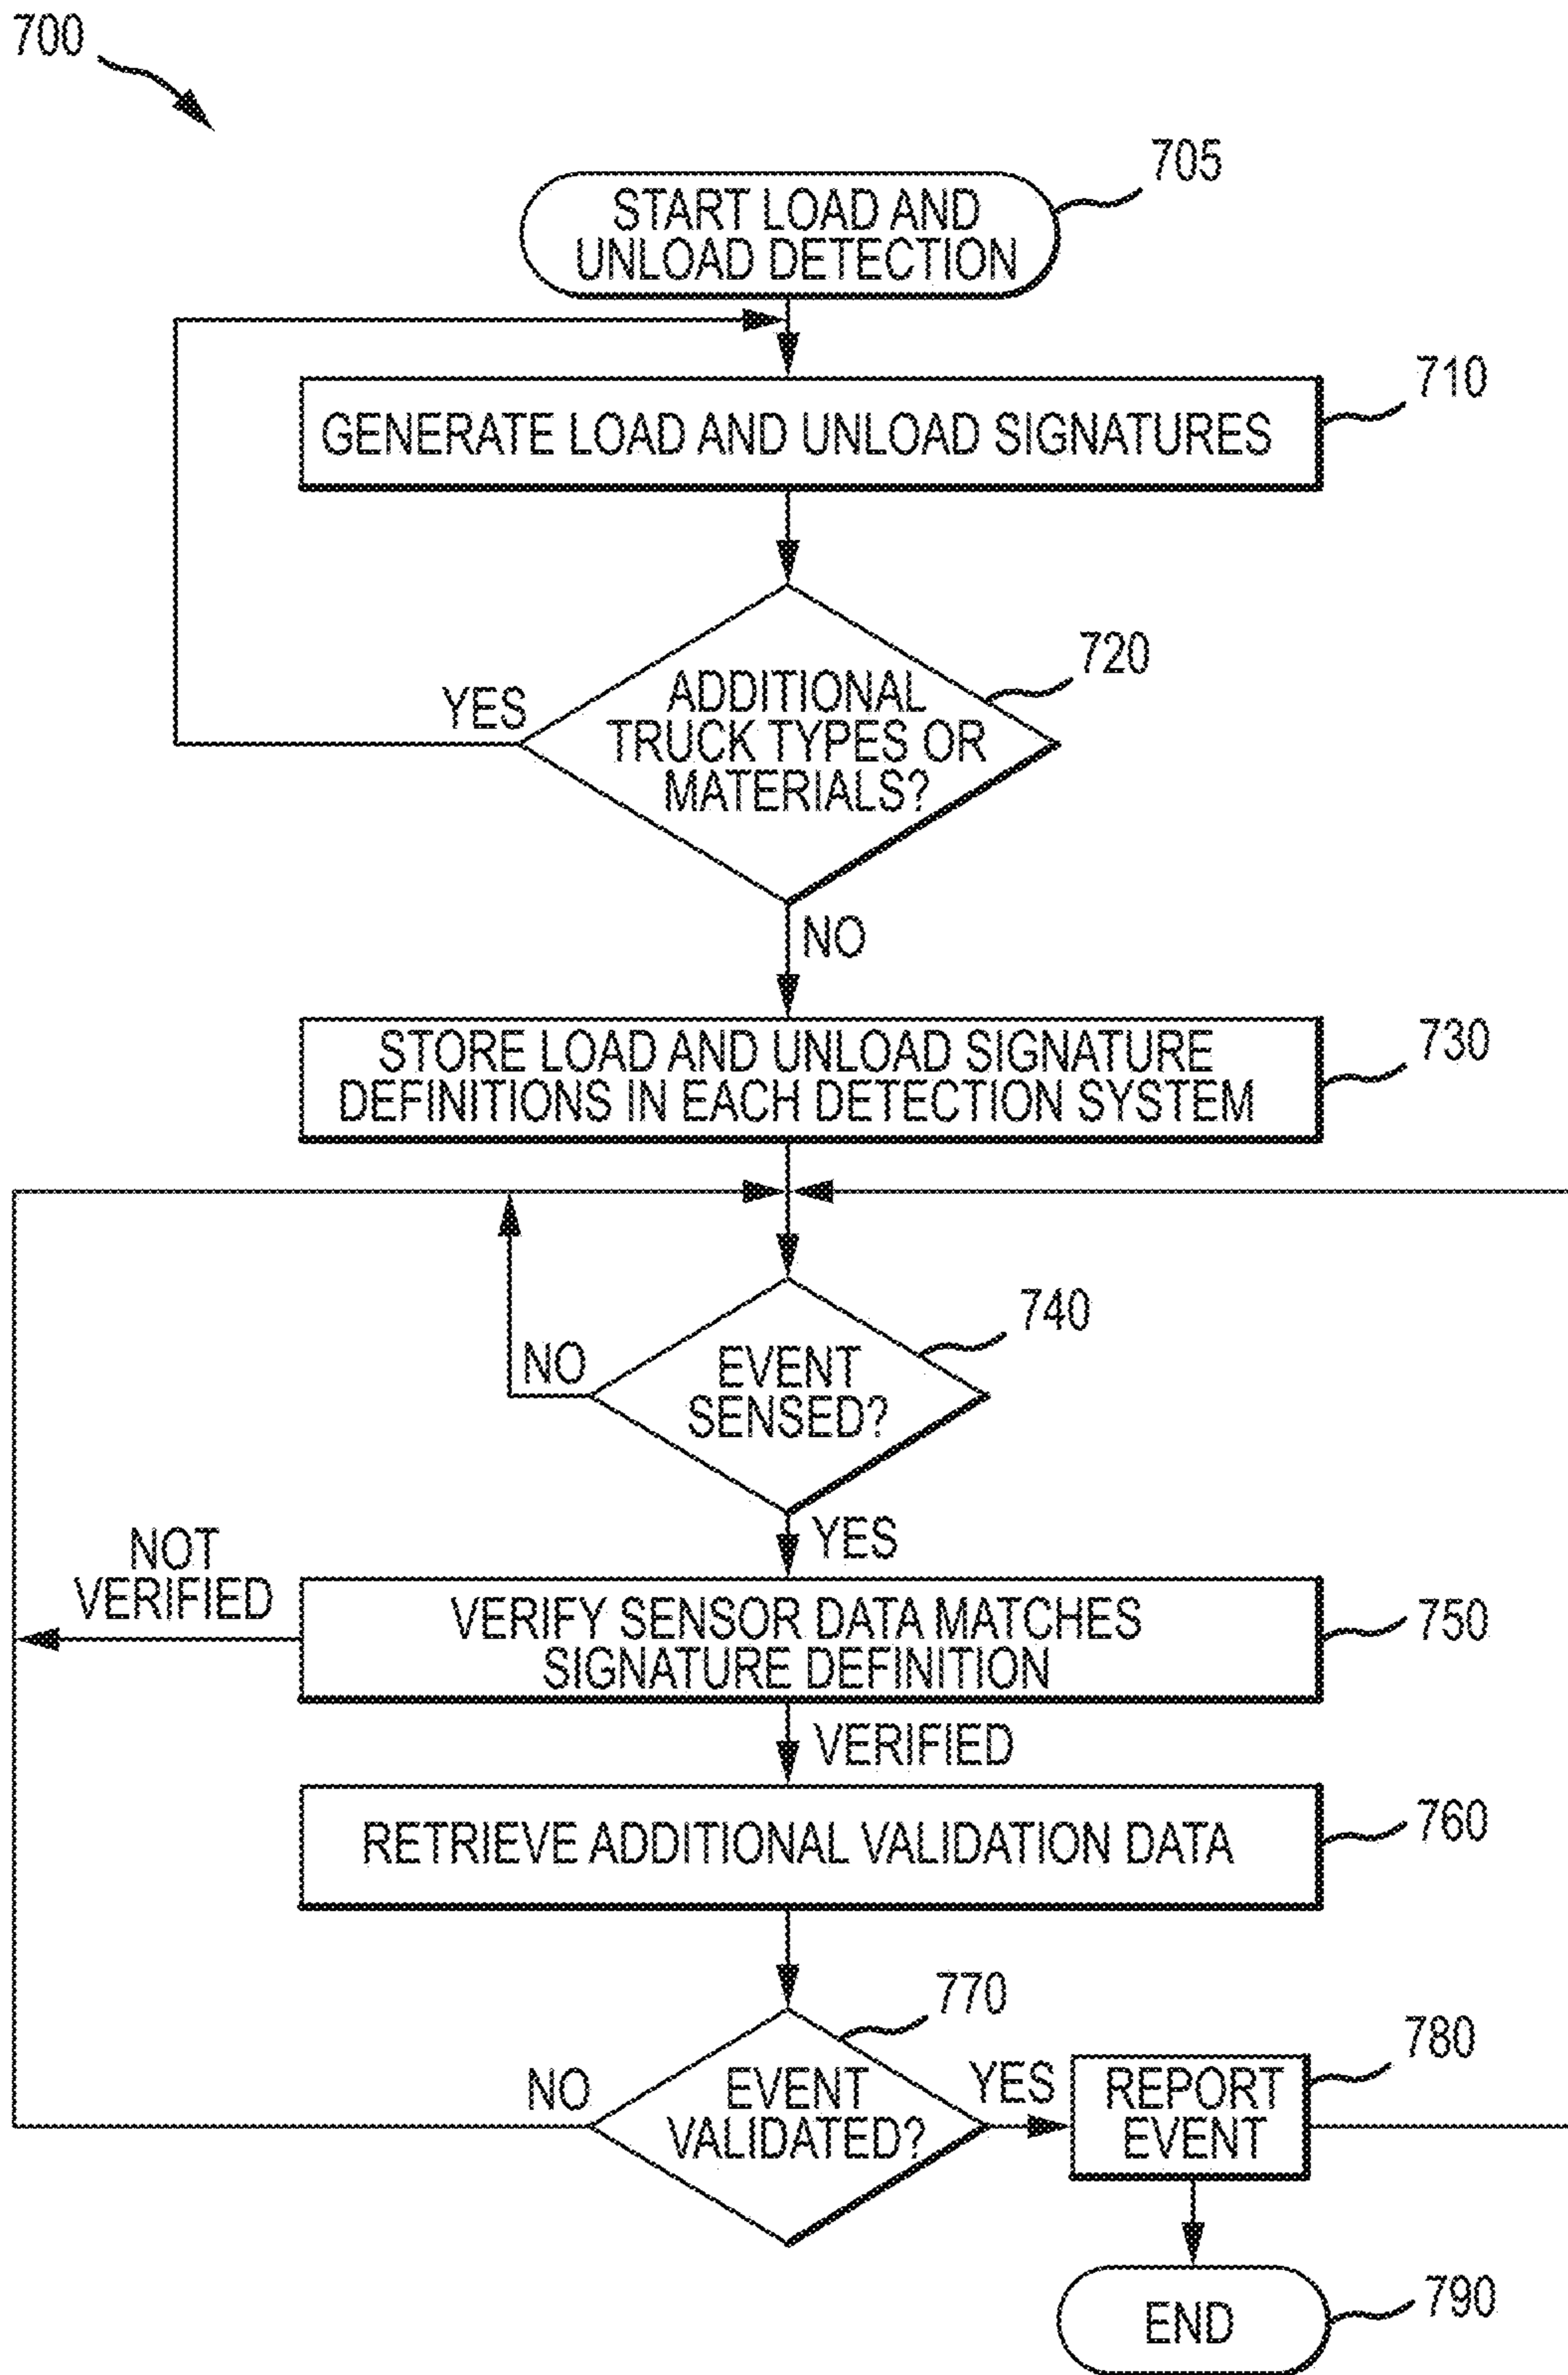 700
705
START LOAD AND
UNLOAD DETECTION
710
GENERATE LOAD AND UNLOAD SIGNATURES
720
ADDITIONAL
TRUCK TYPES OR
MATERIALS?
YES
NO
730
STORE LOAD AND UNLOAD SIGNATURE
DEFINITIONS IN EACH DETECTION SYSTEM
740
EVENT
SENSED?
NO
YES
NOT
VERIFIED
750
VERIFY SENSOR DATA MATCHES
SIGNATURE DEFINITION
VERIFIED
760
RETRIEVE ADDITIONAL VALIDATION DATA
770
EVENT
VALIDATED?
NO
YES
780
REPORT
EVENT
END
790